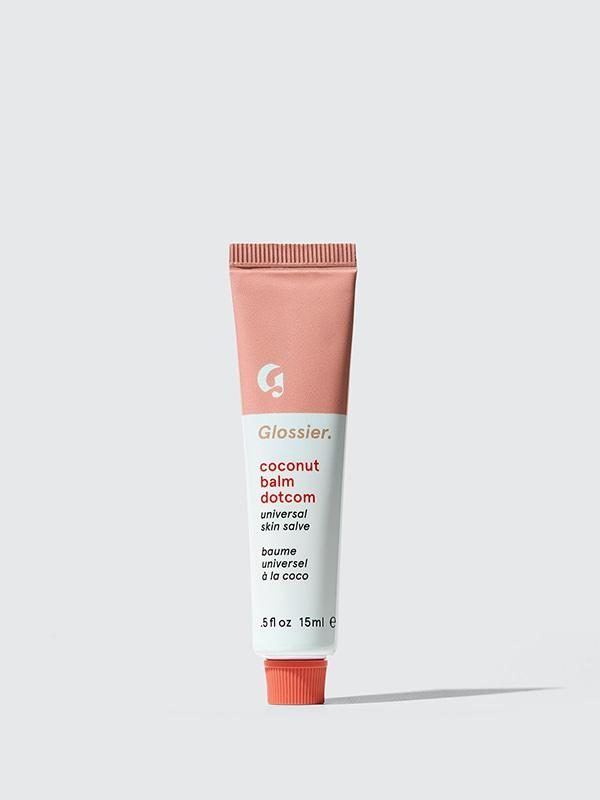 G
Glossier.
coconut
balm
dotcom
universal
skin salve
baume
universel
à la coco
.5 fl oz 15ml ℮